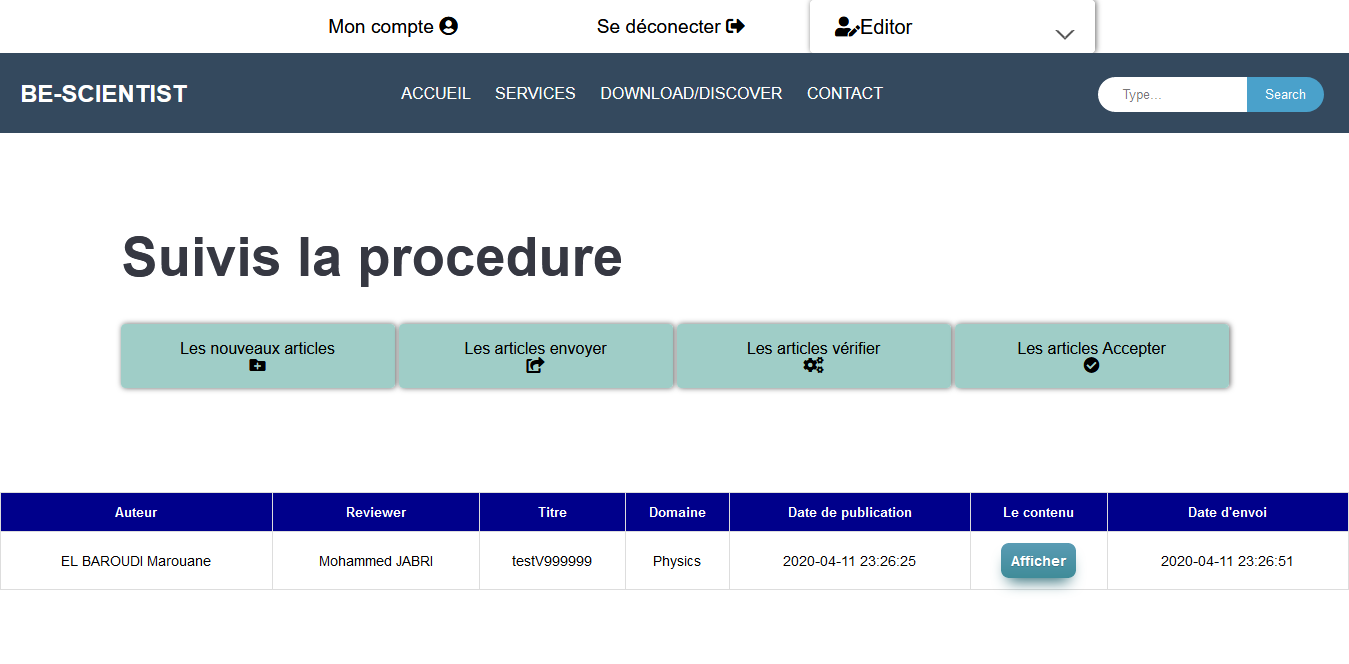 Mon compte
Se déconecter
Editor
BE-SCIENTIST
ACCUEIL SERVICES DOWNLOAD/DISCOVER CONTACT
Type... Search
Suivis la procedure
Les nouveaux articles
Les articles envoyer
Les articles vérifier
Les articles Accepter
Auteur Reviewer Titre Domaine Date de publication Le contenu Date d'envoi
EL BAROUDI Marouane Mohammed JABRI testV999999 Physics 2020-04-11 23:26:25 Afficher 2020-04-11 23:26:51